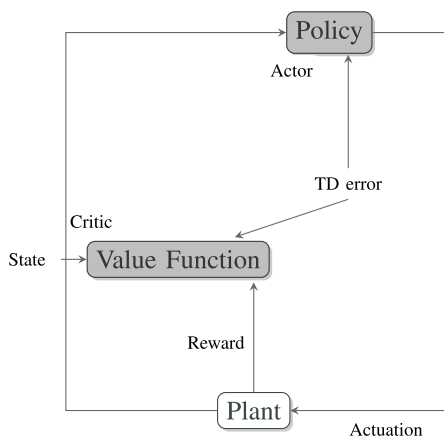 Policy
Actor
TD error
Critic
State
Value Function
Reward
Plant
Actuation